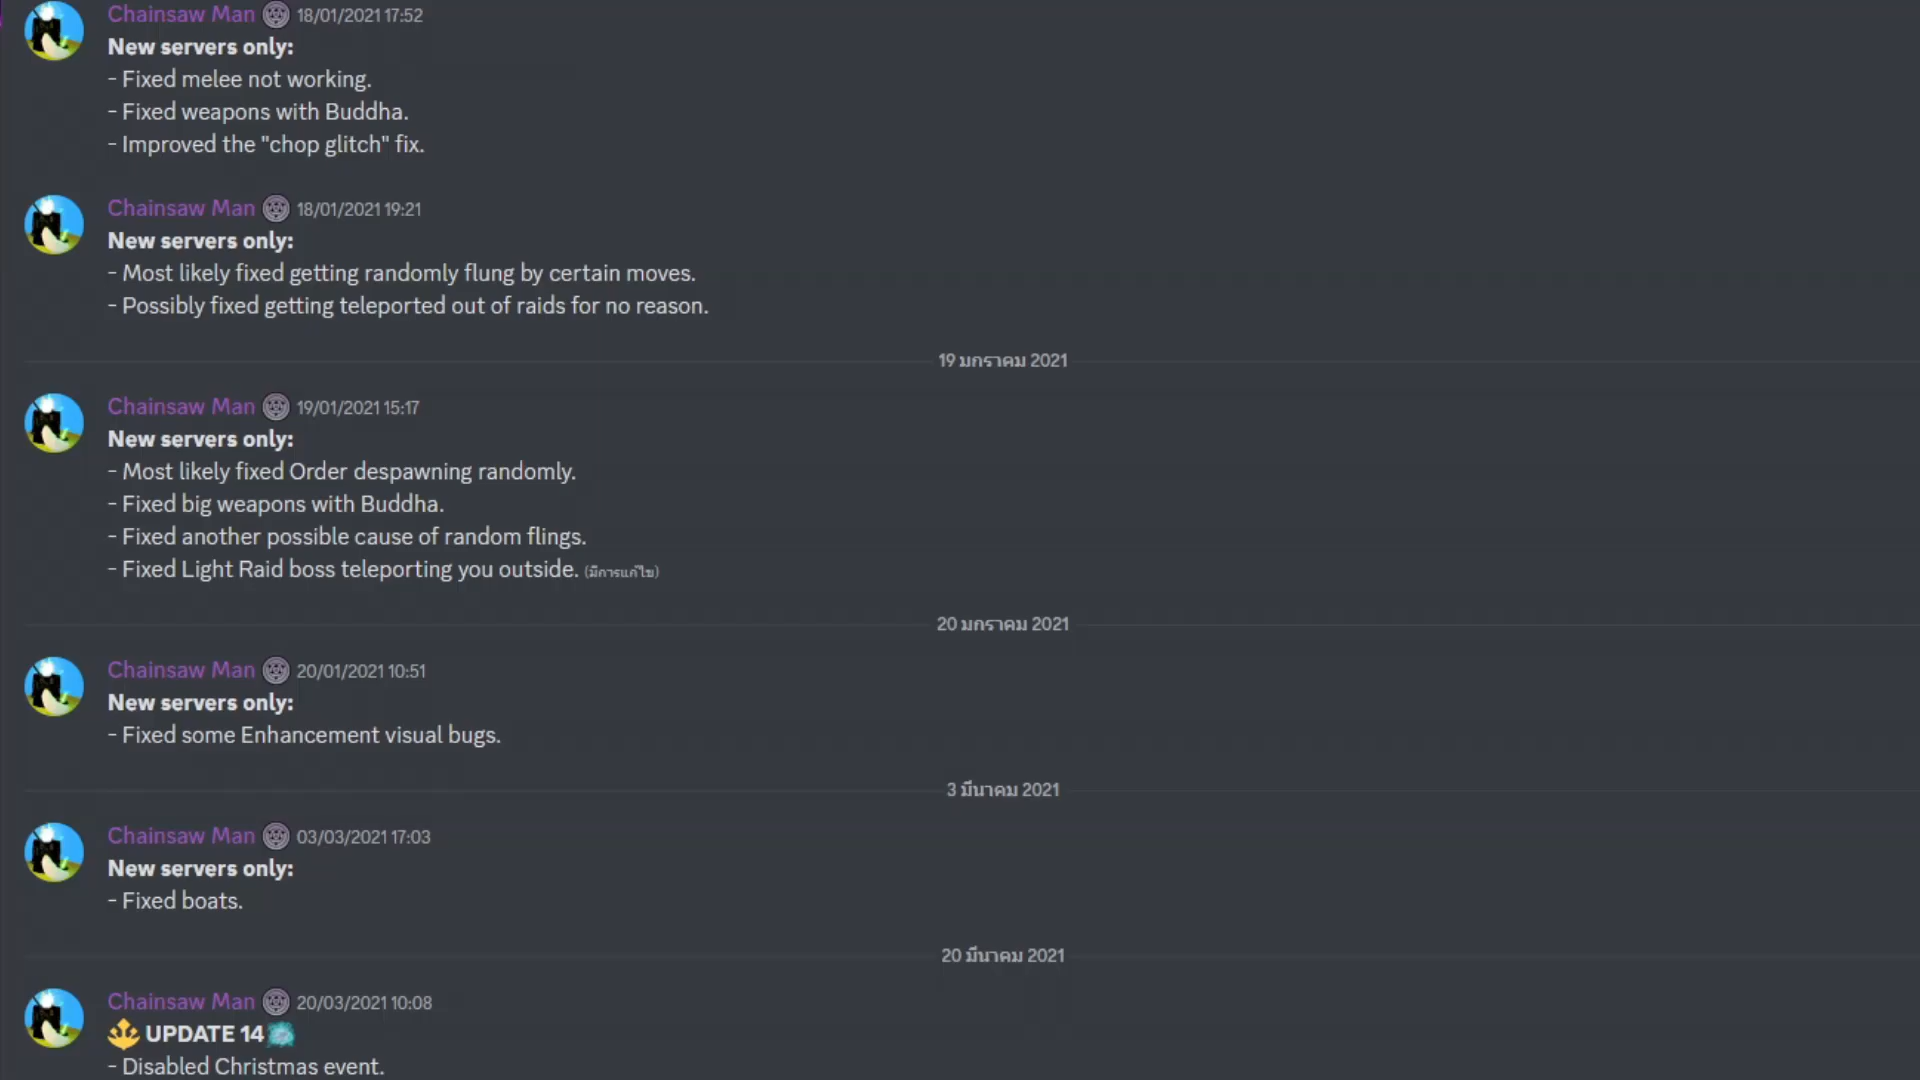 Chainsaw Man 18/01/2021 17:52
New servers only:
- Fixed melee not working.
- Fixed weapons with Buddha.
- Improved the "chop glitch" fix.
Chainsaw Man 18/01/2021 19:21
New servers only:
- Most likely fixed getting randomly flung by certain moves.
- Possibly fixed getting teleported out of raids for no reason.
19 มกราคม 2021
Chainsaw Man 19/01/2021 15:17
New servers only:
- Most likely fixed Order despawning randomly.
- Fixed big weapons with Buddha.
- Fixed another possible cause of random flings.
- Fixed Light Raid boss teleporting you outside. (มีการแก้ไข)
20 มกราคม 2021
Chainsaw Man 20/01/2021 10:51
New servers only:
- Fixed some Enhancement visual bugs.
3 มีนาคม 2021
Chainsaw Man 03/03/2021 17:03
New servers only:
- Fixed boats.
20 มีนาคม 2021
Chainsaw Man 20/03/2021 10:08
UPDATE 14
- Disabled Christmas event.